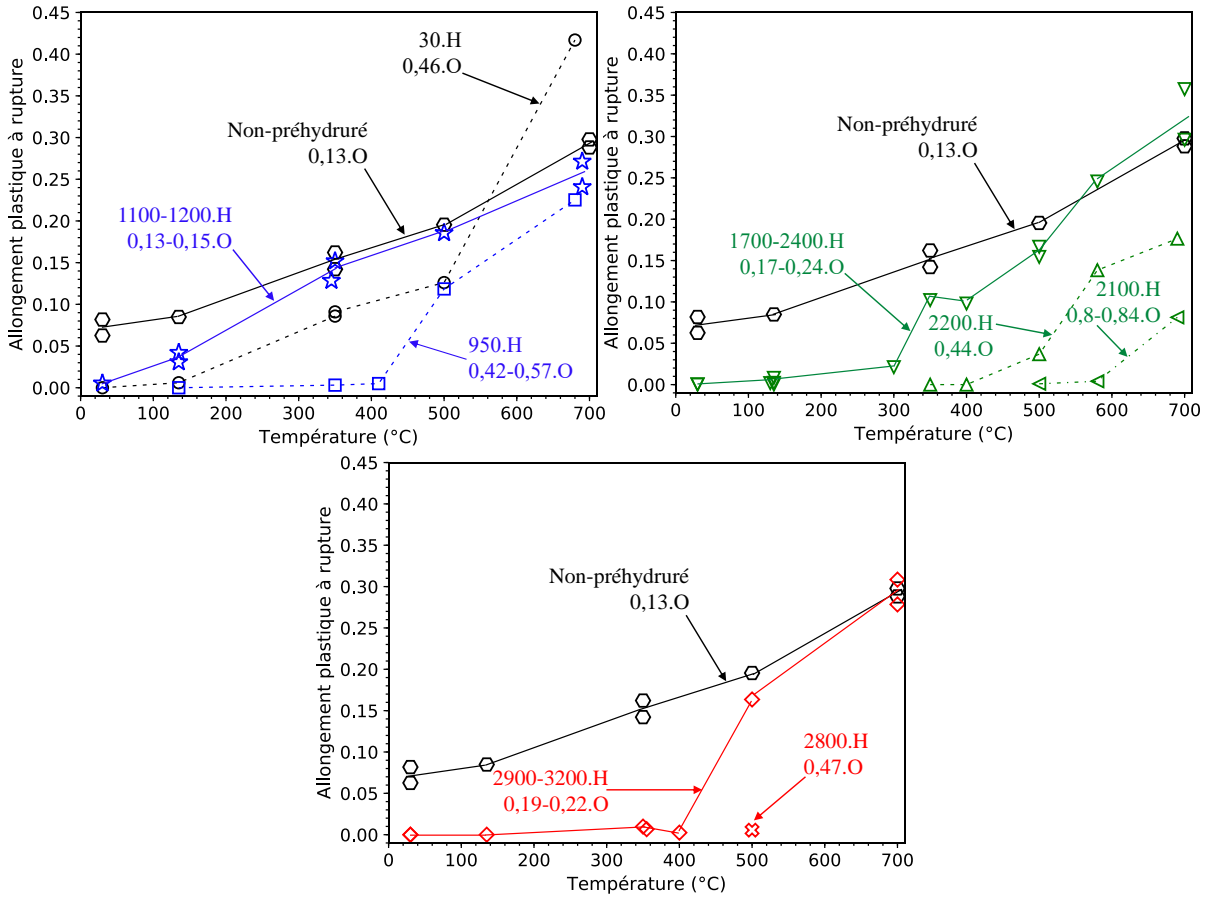 0.45
0.40
0.35
0.30
0.25
0.20
0.15
0.10
0.05
0.00
Allongement plastique à rupture
30.H
0,46.O
Non-préhydruré
0,13.O
1100-1200.H
0,13-0,15.O
950.H
0,42-0,57.O
0 100 200 300 400 500 600 700
Température (°C)
0.45
0.40
0.35
0.30
0.25
0.20
0.15
0.10
0.05
0.00
Allongement plastique à rupture
Non-préhydruré
0,13.O
1700-2400.H
0,17-0,24.O
2100.H
0,8-0,84.O
2200.H
0,44.O
0 100 200 300 400 500 600 700
Température (°C)
0.45
0.40
0.35
0.30
0.25
0.20
0.15
0.10
0.05
0.00
Allongement plastique à rupture
Non-préhydruré
0,13.O
2900-3200.H
0,19-0,22.O
2800.H
0,47.O
0 100 200 300 400 500 600 700
Température (°C)